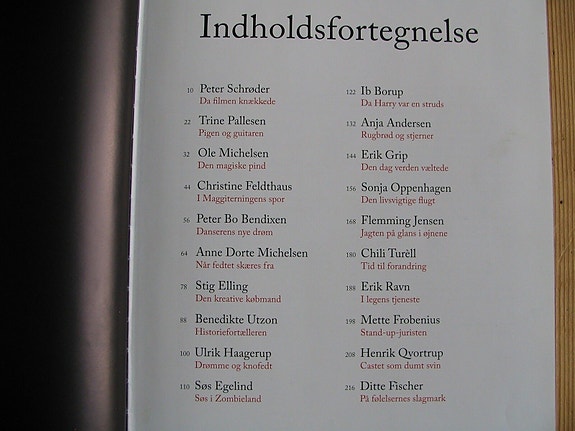 Indholdsfortegnelse
10 Peter Schrøder
Da filmen knækkede
22 Trine Pallesen
Pigen og guitaren
32 Ole Michelsen
Den magiske pind
44 Christine Feldthaus
I Maggiterningens spor
56 Peter Bo Bendixen
Danserens nye drøm
64 Anne Dorte Michelsen
Når fedtet skæres fra
78 Stig Elling
Den kreative købmand
88 Benedikte Utzon
Historiefortælleren
100 Ulrik Haagerup
Drømme og knofedt
110 Søs Egelind
Søs i Zombieland
122 Ib Borup
Da Harry var en struds
132 Anja Andersen
Rugbrød og stjerner
144 Erik Grip
Den dag verden væltede
156 Sonja Oppenhagen
Den livsvigtige flugt
168 Flemming Jensen
Jagten på glans i øjnene
180 Chili Turèll
Tid til forandring
188 Erik Ravn
I legens tjeneste
198 Mette Frobenius
Stand-up-juristen
208 Henrik Qvortrup
Castet som dumt svin
216 Ditte Fischer
På følelsernes slagmark